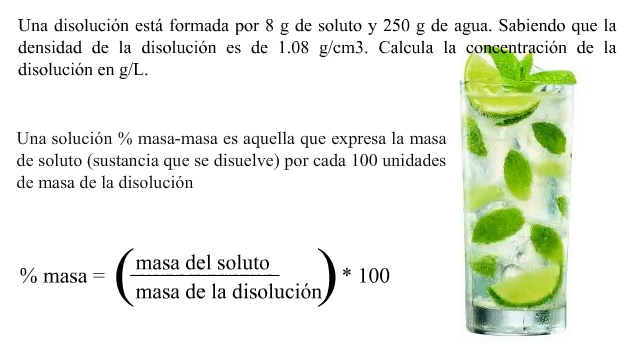 Una disolución está formada por 8 g de soluto y 250 g de agua. Sabiendo que la
densidad de la disolución es de 1.08 g/cm3. Calcula la concentración de la
disolución en g/L.
Una solución % masa-masa es aquella que expresa la masa
de soluto (sustancia que se disuelve) por cada 100 unidades
de masa de la disolución
% masa = (masa del soluto
masa de la disolución) * 100